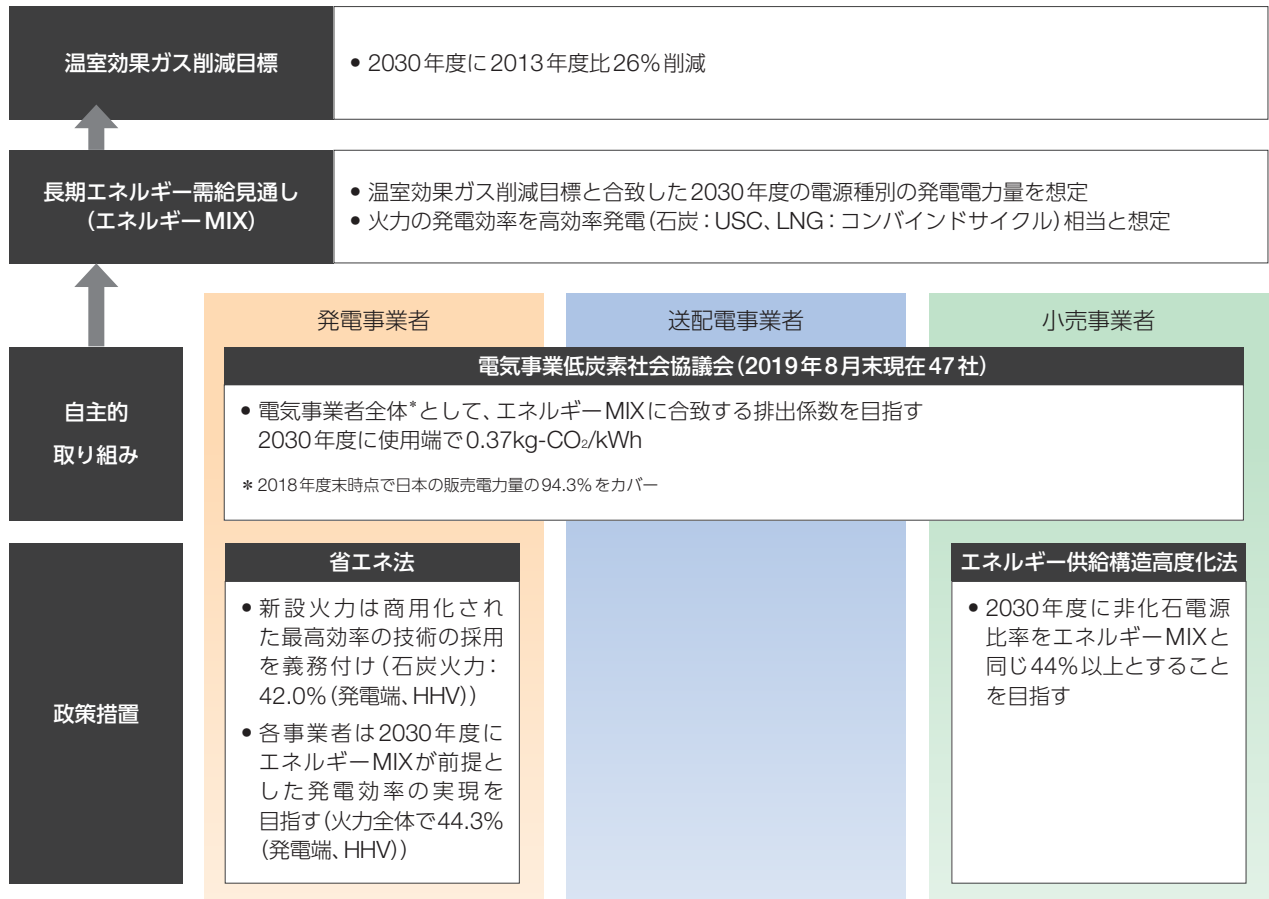 温室効果ガス削減目標
• 2030年度に2013年度比26%削減
長期エネルギー需給見通し
(エネルギーMIX)
• 温室効果ガス削減目標と合致した2030年度の電源種別の発電電力量を想定
• 火力の発電効率を高効率発電(石炭:USC、LNG:コンバインドサイクル)相当と想定
発電事業者
送配電事業者
小売事業者
自主的
取り組み
電気事業低炭素社会協議会(2019年8月末現在47社)
• 電気事業者全体*として、エネルギーMIXに合致する排出係数を目指す
2030年度に使用端で0.37kg-CO₂/kWh
* 2018年度末時点で日本の販売電力量の94.3%をカバー
政策措置
省エネ法
• 新設火力は商用化され
た最高効率の技術の採用
を義務付け(石炭火力:
42.0%(発電端、HHV))
• 各事業者は2030年度に
エネルギーMIXが前提と
した発電効率の実現を
目指す(火力全体で44.3%
(発電端、HHV))
エネルギー供給構造高度化法
• 2030年度に非化石電源
比率をエネルギーMIXと
同じ44%以上とすること
を目指す